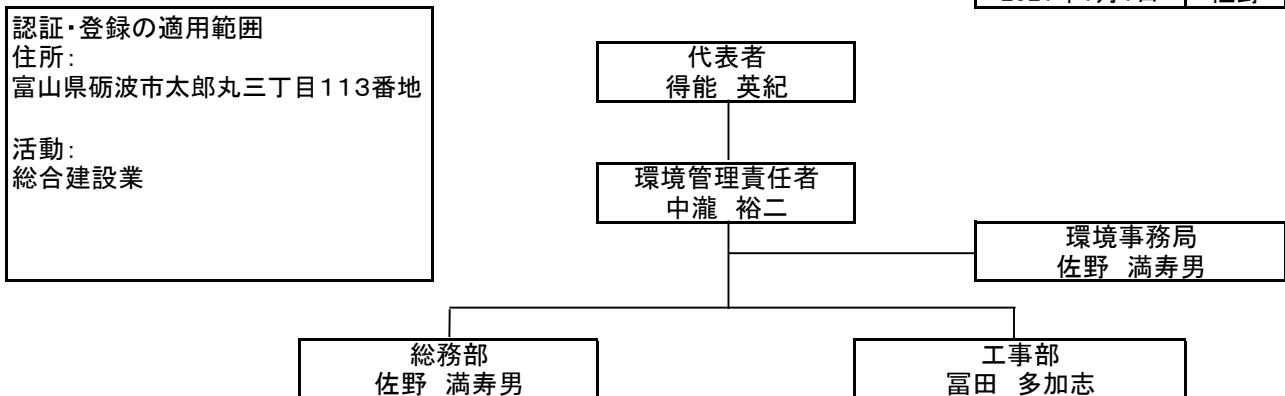 認証・登録の適用範囲
住所：
富山県砺波市太郎丸三丁目113番地
活動：
総合建設業
代表者
得能　英紀
環境管理責任者
中瀧　裕二
環境事務局
佐野　満寿男
総務部
佐野　満寿男
工事部
冨田　多加志